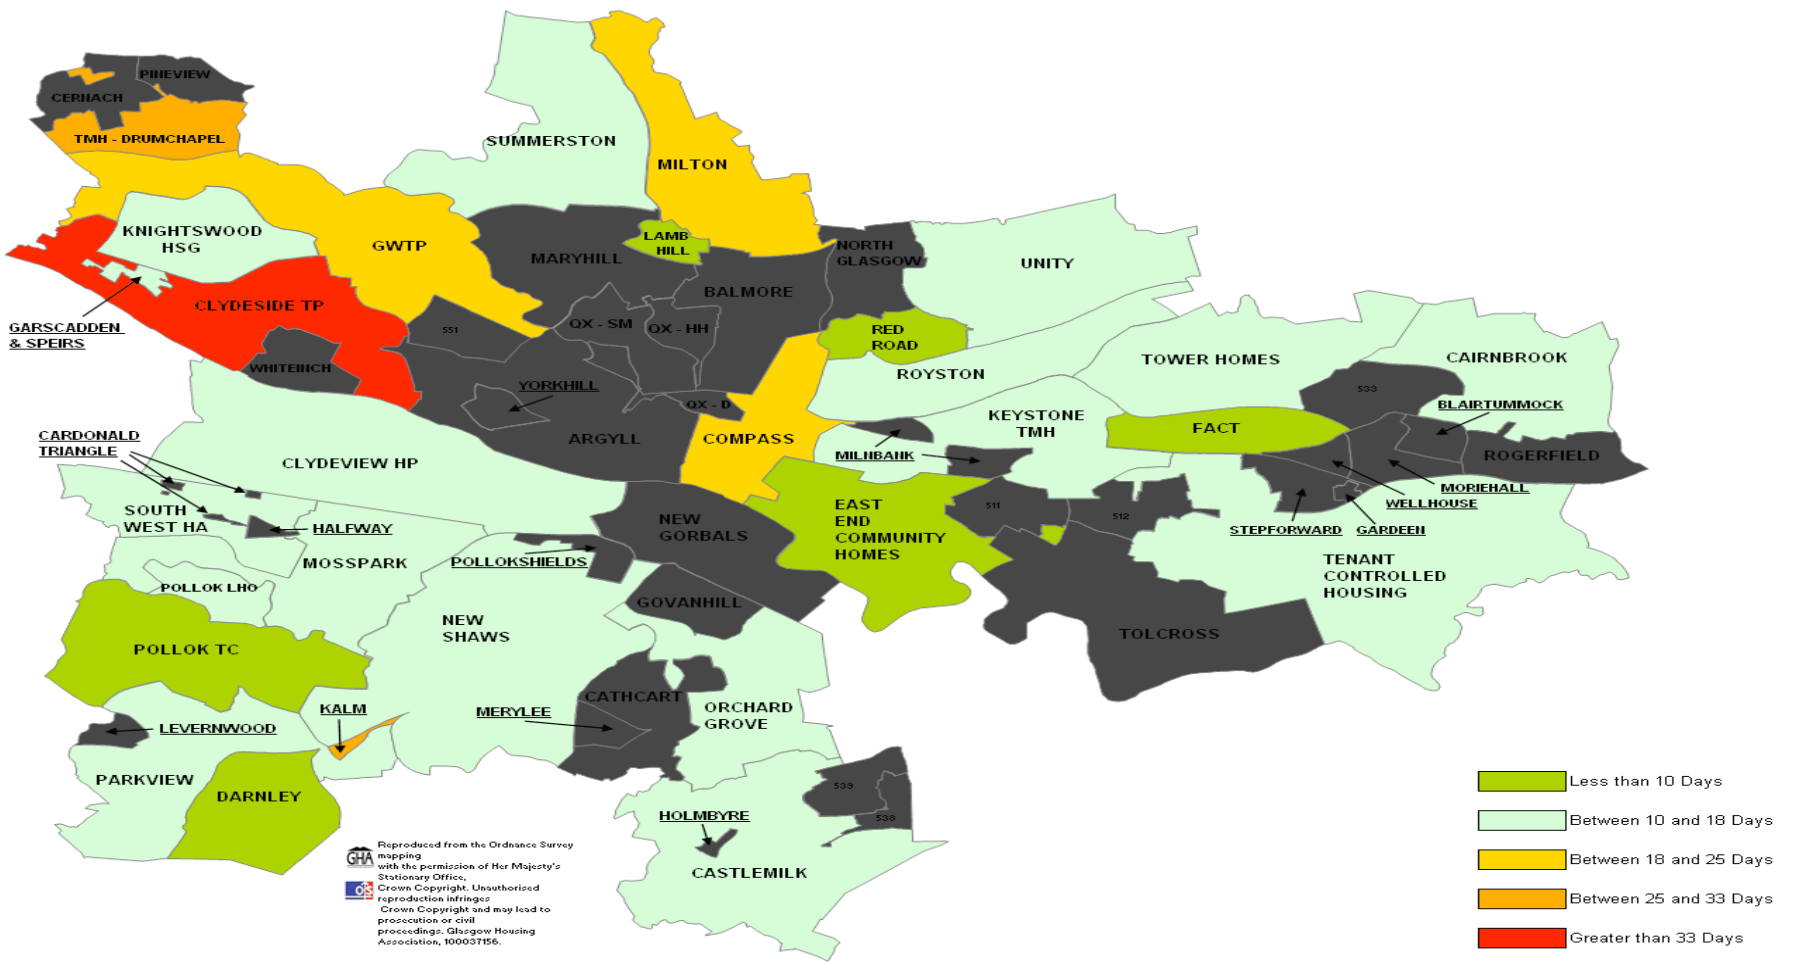 PINEVIEW
CERNACH
TMH - DRUMCHAPEL
SUMMERSTON
MILTON
KNIGHTSWOOD
HSG
GWTP
LAMB
HILL
MARYHILL
NORTH
GLASGOW
UNITY
BALMORE
CLYDESIDE TP
GARSCADDEN
& SPEIRS
551
QX - SM
QX - HH
RED
ROAD
WHITEINCH
ROYSTON
TOWER HOMES
CAIRNBROOK
YORKHILL
533
QX - D
BLAIRTUMMOCK
KEYSTONE
TMH
FACT
CARDONALD
TRIANGLE
ARGYLL
COMPASS
MILNBANK
ROGERFIELD
CLYDEVIEW HP
MORIEHALL
WELLHOUSE
SOUTH
WEST HA
HALFWAY
NEW
GORBALS
EAST
END
COMMUNITY
HOMES
511
512
STEPFORWARD
GARDEEN
MOSSPARK
POLLOKSHIELDS
TENANT
CONTROLLED
HOUSING
POLLOK LHO
GOVANHILL
NEW
SHAWS
TOLCROSS
POLLOK TC
CATHCART
KALM
MERYLEE
ORCHARD
GROVE
LEVERNWOOD
PARKVIEW
DARNLEY
539
538
HOLMBYRE
CASTLEMILK
Less than 10 Days
Between 10 and 18 Days
Between 18 and 25 Days
Between 25 and 33 Days
Greater than 33 Days
GHA
os
Reproduced from the Ordnance Survey
mapping
with the permission of Her Majesty's
Stationary Office,
Crown Copyright. Unauthorised
reproduction infringes
Crown Copyright and may lead to
prosecution or civil
proceedings. Glasgow Housing
Association, 100037156.